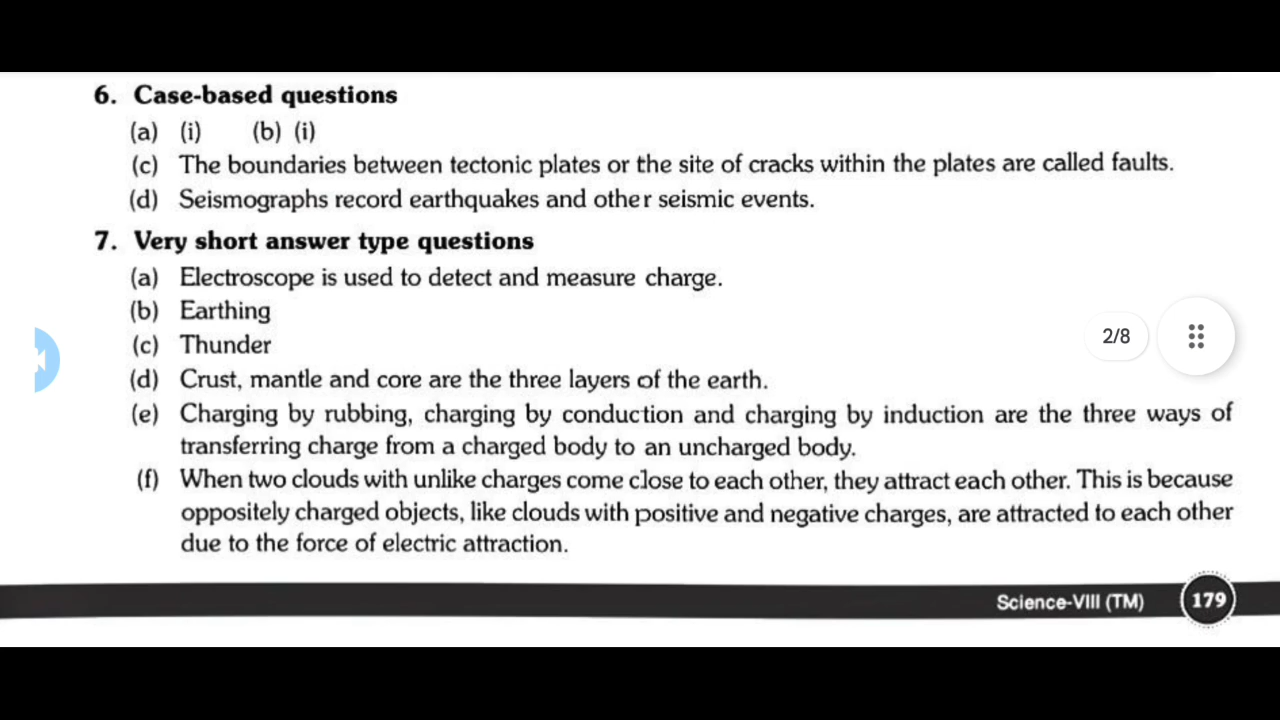 6. Case-based questions
(a) (i) (b) (i)
(c) The boundaries between tectonic plates or the site of cracks within the plates are called faults.
(d) Seismographs record earthquakes and other seismic events.
7. Very short answer type questions
(a) Electroscope is used to detect and measure charge.
(b) Earthing
(c) Thunder
2/8
(d) Crust, mantle and core are the three layers of the earth.
(e) Charging by rubbing, charging by conduction and charging by induction are the three ways of
transferring charge from a charged body to an uncharged body.
(f) When two clouds with unlike charges come close to each other, they attract each other. This is because
oppositely charged objects, like clouds with positive and negative charges, are attracted to each other
due to the force of electric attraction.
Science-VIII (TM) 179